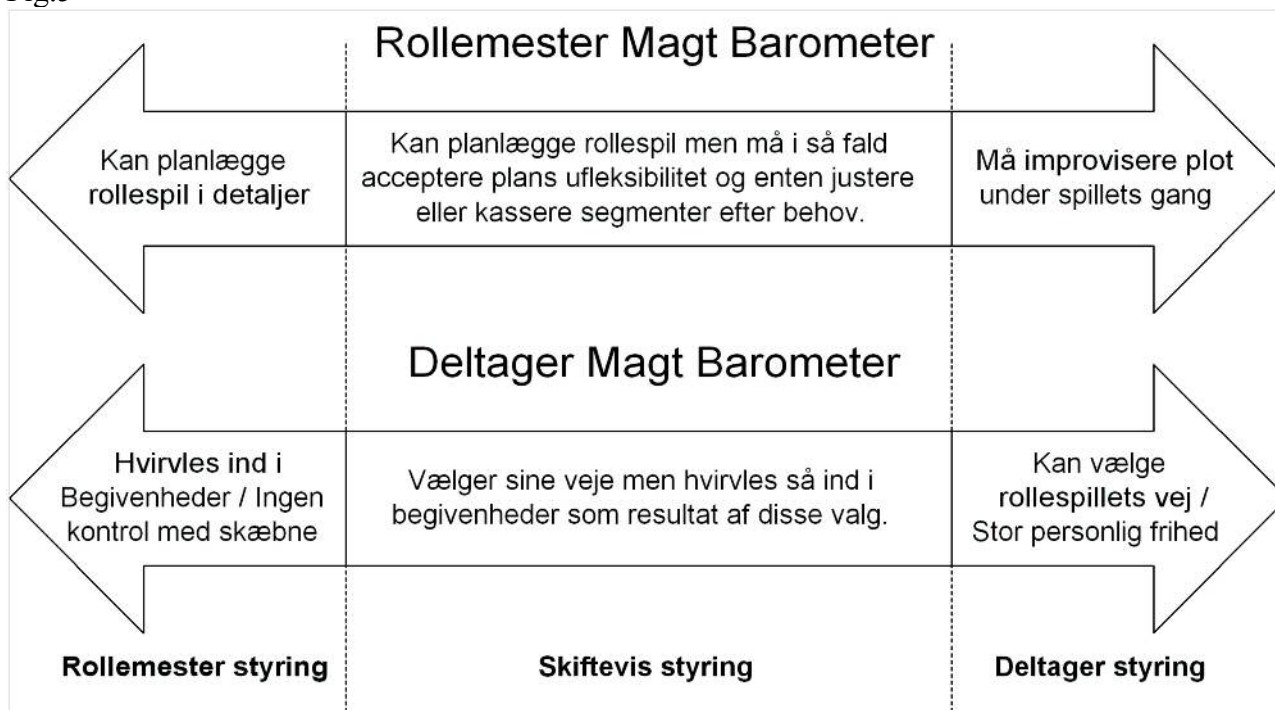 Rollemester Magt Barometer
Kan planlægge
rollespil i detaljer
Kan planlægge rollespil men må i så fald
acceptere plans ufleksibilitet og enten justere
eller kassere segmenter efter behov.
Må improvisere plot
under spillets gang
Deltager Magt Barometer
Hvirvles ind i
Begivenheder / Ingen
kontrol med skæbne
Vælger sine veje men hvirvles så ind i
begivenheder som resultat af disse valg.
Kan vælge
rollespillets vej /
Stor personlig frihed
Rollemester styring
Skiftevis styring
Deltager styring